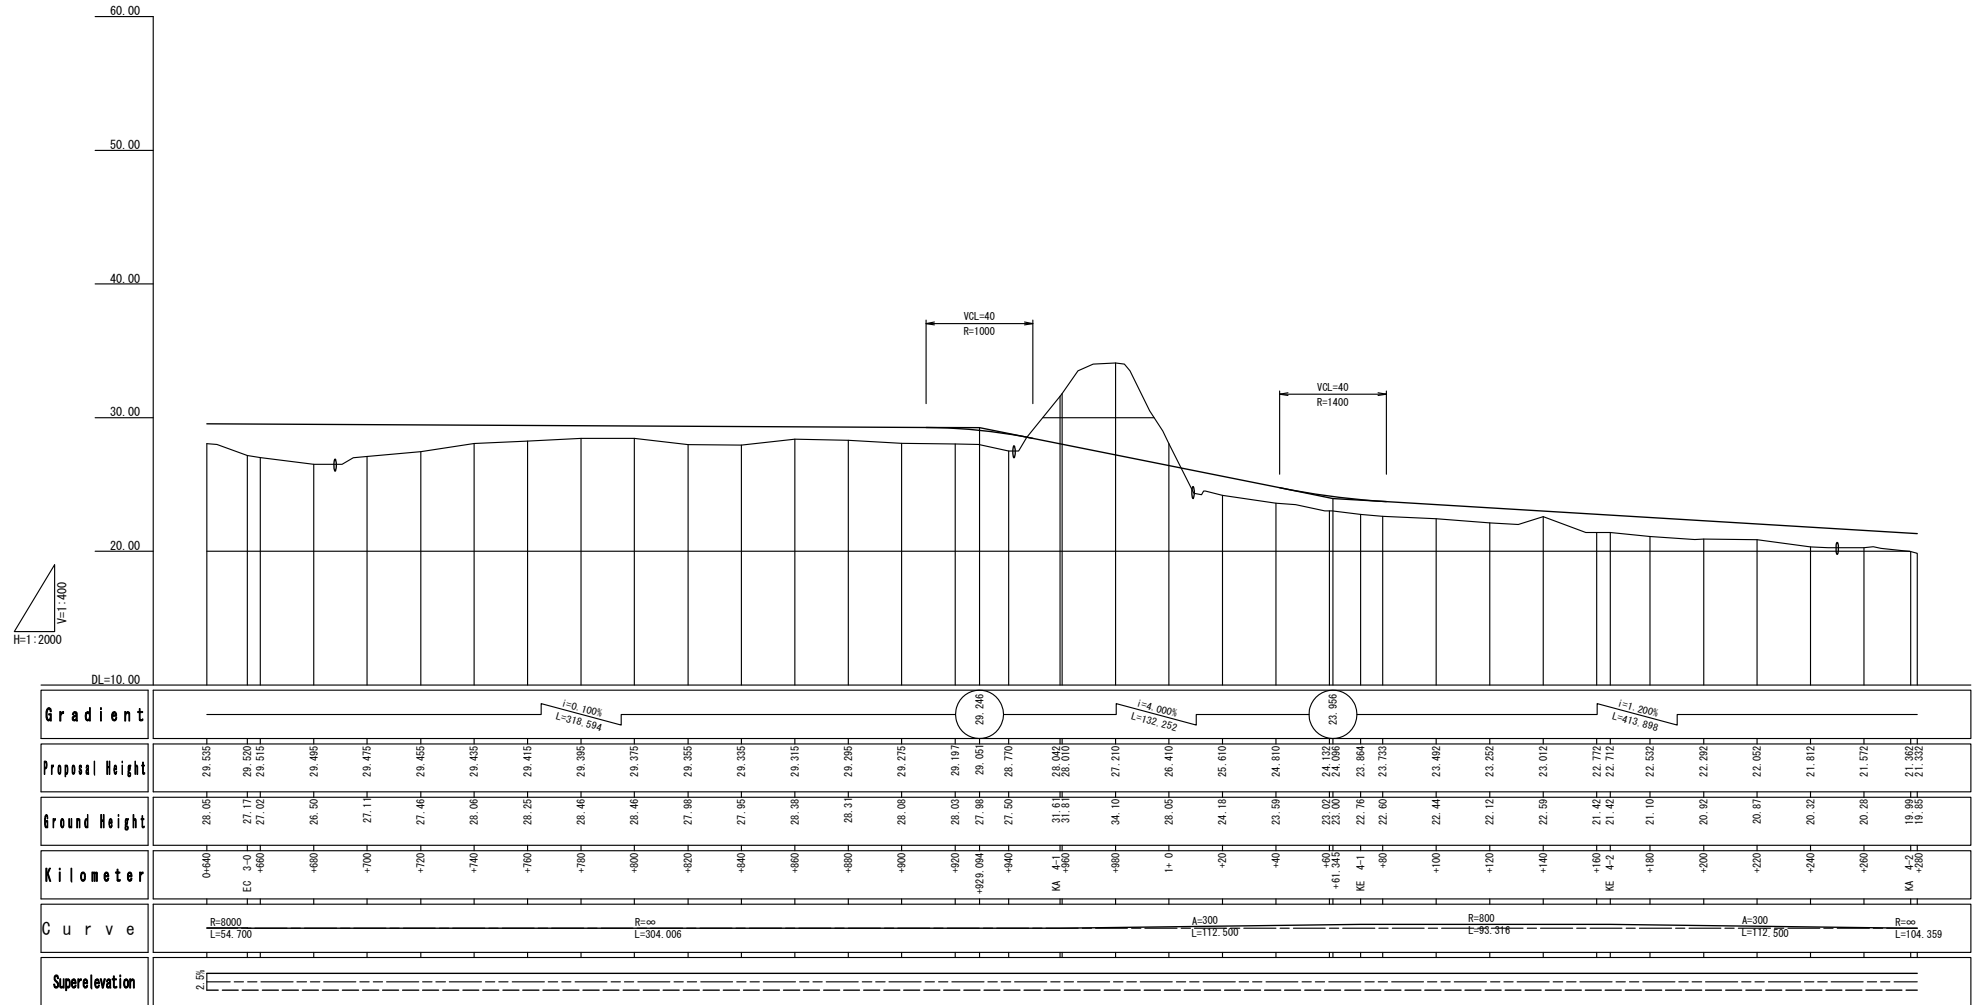 60.00
50.00
40.00
30.00
20.00
DL=10.00
VCL=40
R=1000
VCL=40
R=1400
V=1:400
H=1:2000
Gradient
i=0.100%
L=318.594
29.246
i=4.000%
L=132.252
23.956
i=1.200%
L=413.898
Proposal Height
29.535 29.520 29.515 29.495 29.475 29.455 29.435 29.415 29.395 29.375 29.355 29.335 29.315 29.295 29.275 29.197 29.051 28.770 28.042 28.010 27.210 26.410 25.610 24.810 24.132 24.096 23.864 23.733 23.492 23.252 23.012 22.772 22.712 22.532 22.292 22.052 21.812 21.572 21.362 21.332
Ground Height
28.05 27.17 27.02 26.50 27.11 27.46 28.06 28.25 28.46 28.46 27.98 27.95 28.38 28.31 28.08 28.03 27.98 27.50 31.61 31.81 34.10 28.05 24.18 23.59 23.02 23.00 22.76 22.60 22.44 22.12 22.59 21.42 21.42 21.10 20.92 20.87 20.32 20.28 19.99 19.85
Kilometer
0+640 EC 3-0 +660 +680 +700 +720 +740 +760 +780 +800 +820 +840 +860 +880 +900 +920 +929.094 +940 KA 4-1 +960 +980 1+ 0 +20 +40 +60 +61.345 KE 4-1 +80 +100 +120 +140 +160 KE 4-2 +180 +200 +220 +240 +260 KA 4-2 +280
Curve
R=8000
L=54.700
R=∞
L=304.006
A=300
L=112.500
R=800
L=93.316
A=300
L=112.500
R=∞
L=104.359
Superelevation
2.5%